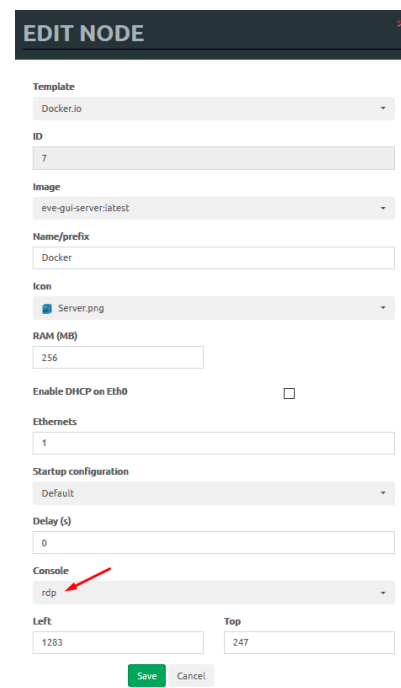 EDIT NODE
Template
Docker.io
ID
7
Image
eve-gui-server:latest
Name/prefix
Docker
Icon
Server.png
RAM (MB)
256
Enable DHCP on Eth0
Ethernets
1
Startup configuration
Default
Delay (s)
0
Console
rdp
Left Top
1283 247
Save Cancel